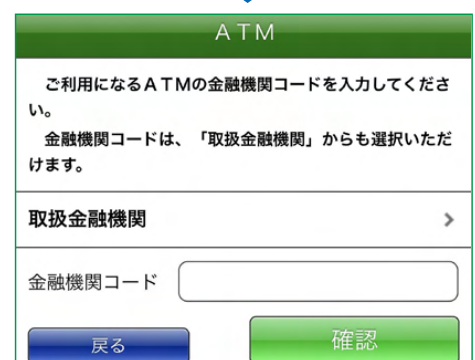 ATM
ご利用になるATMの金融機関コードを入力してくださ
い。
金融機関コードは、「取扱金融機関」からも選択いただ
けます。
取扱金融機関
金融機関コード
戻る
確認